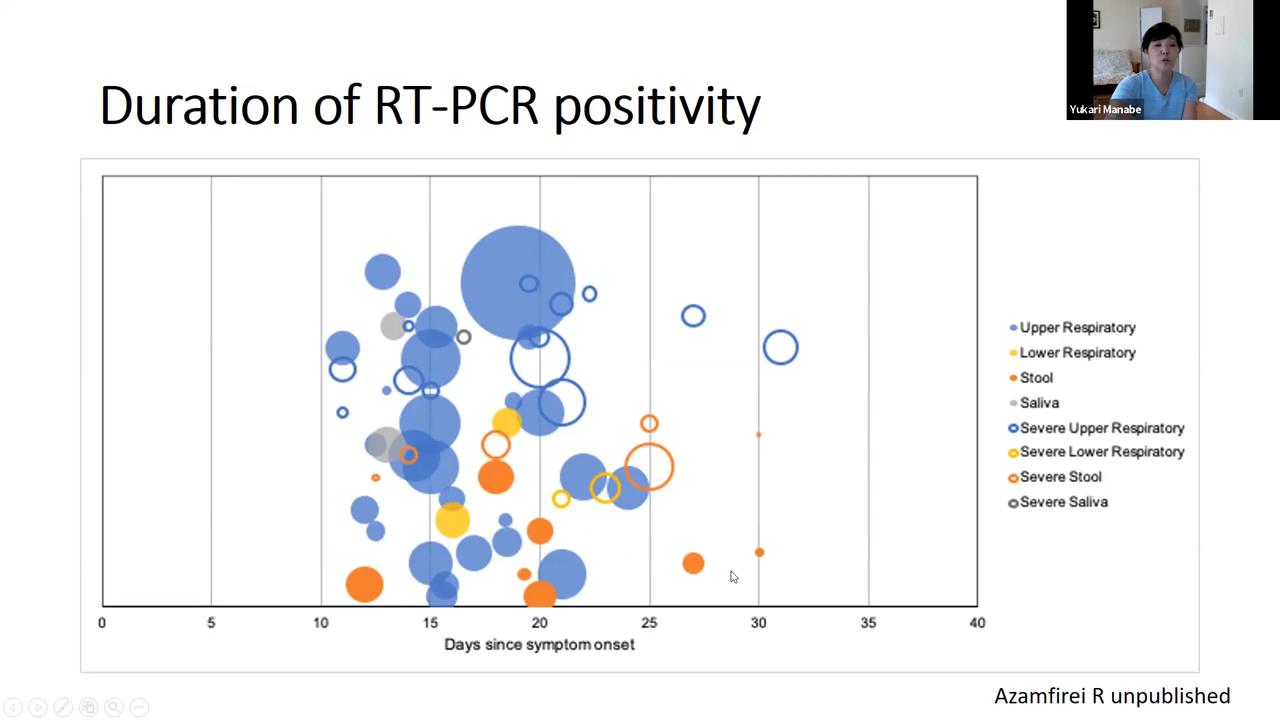 Yukari Manabe
Duration of RT-PCR positivity
Upper Respiratory
Lower Respiratory
Stool
Saliva
Severe Upper Respiratory
Severe Lower Respiratory
Severe Stool
Severe Saliva
0 5 10 15 20 25 30 35 40
Days since symptom onset
Azamfirei R unpublished